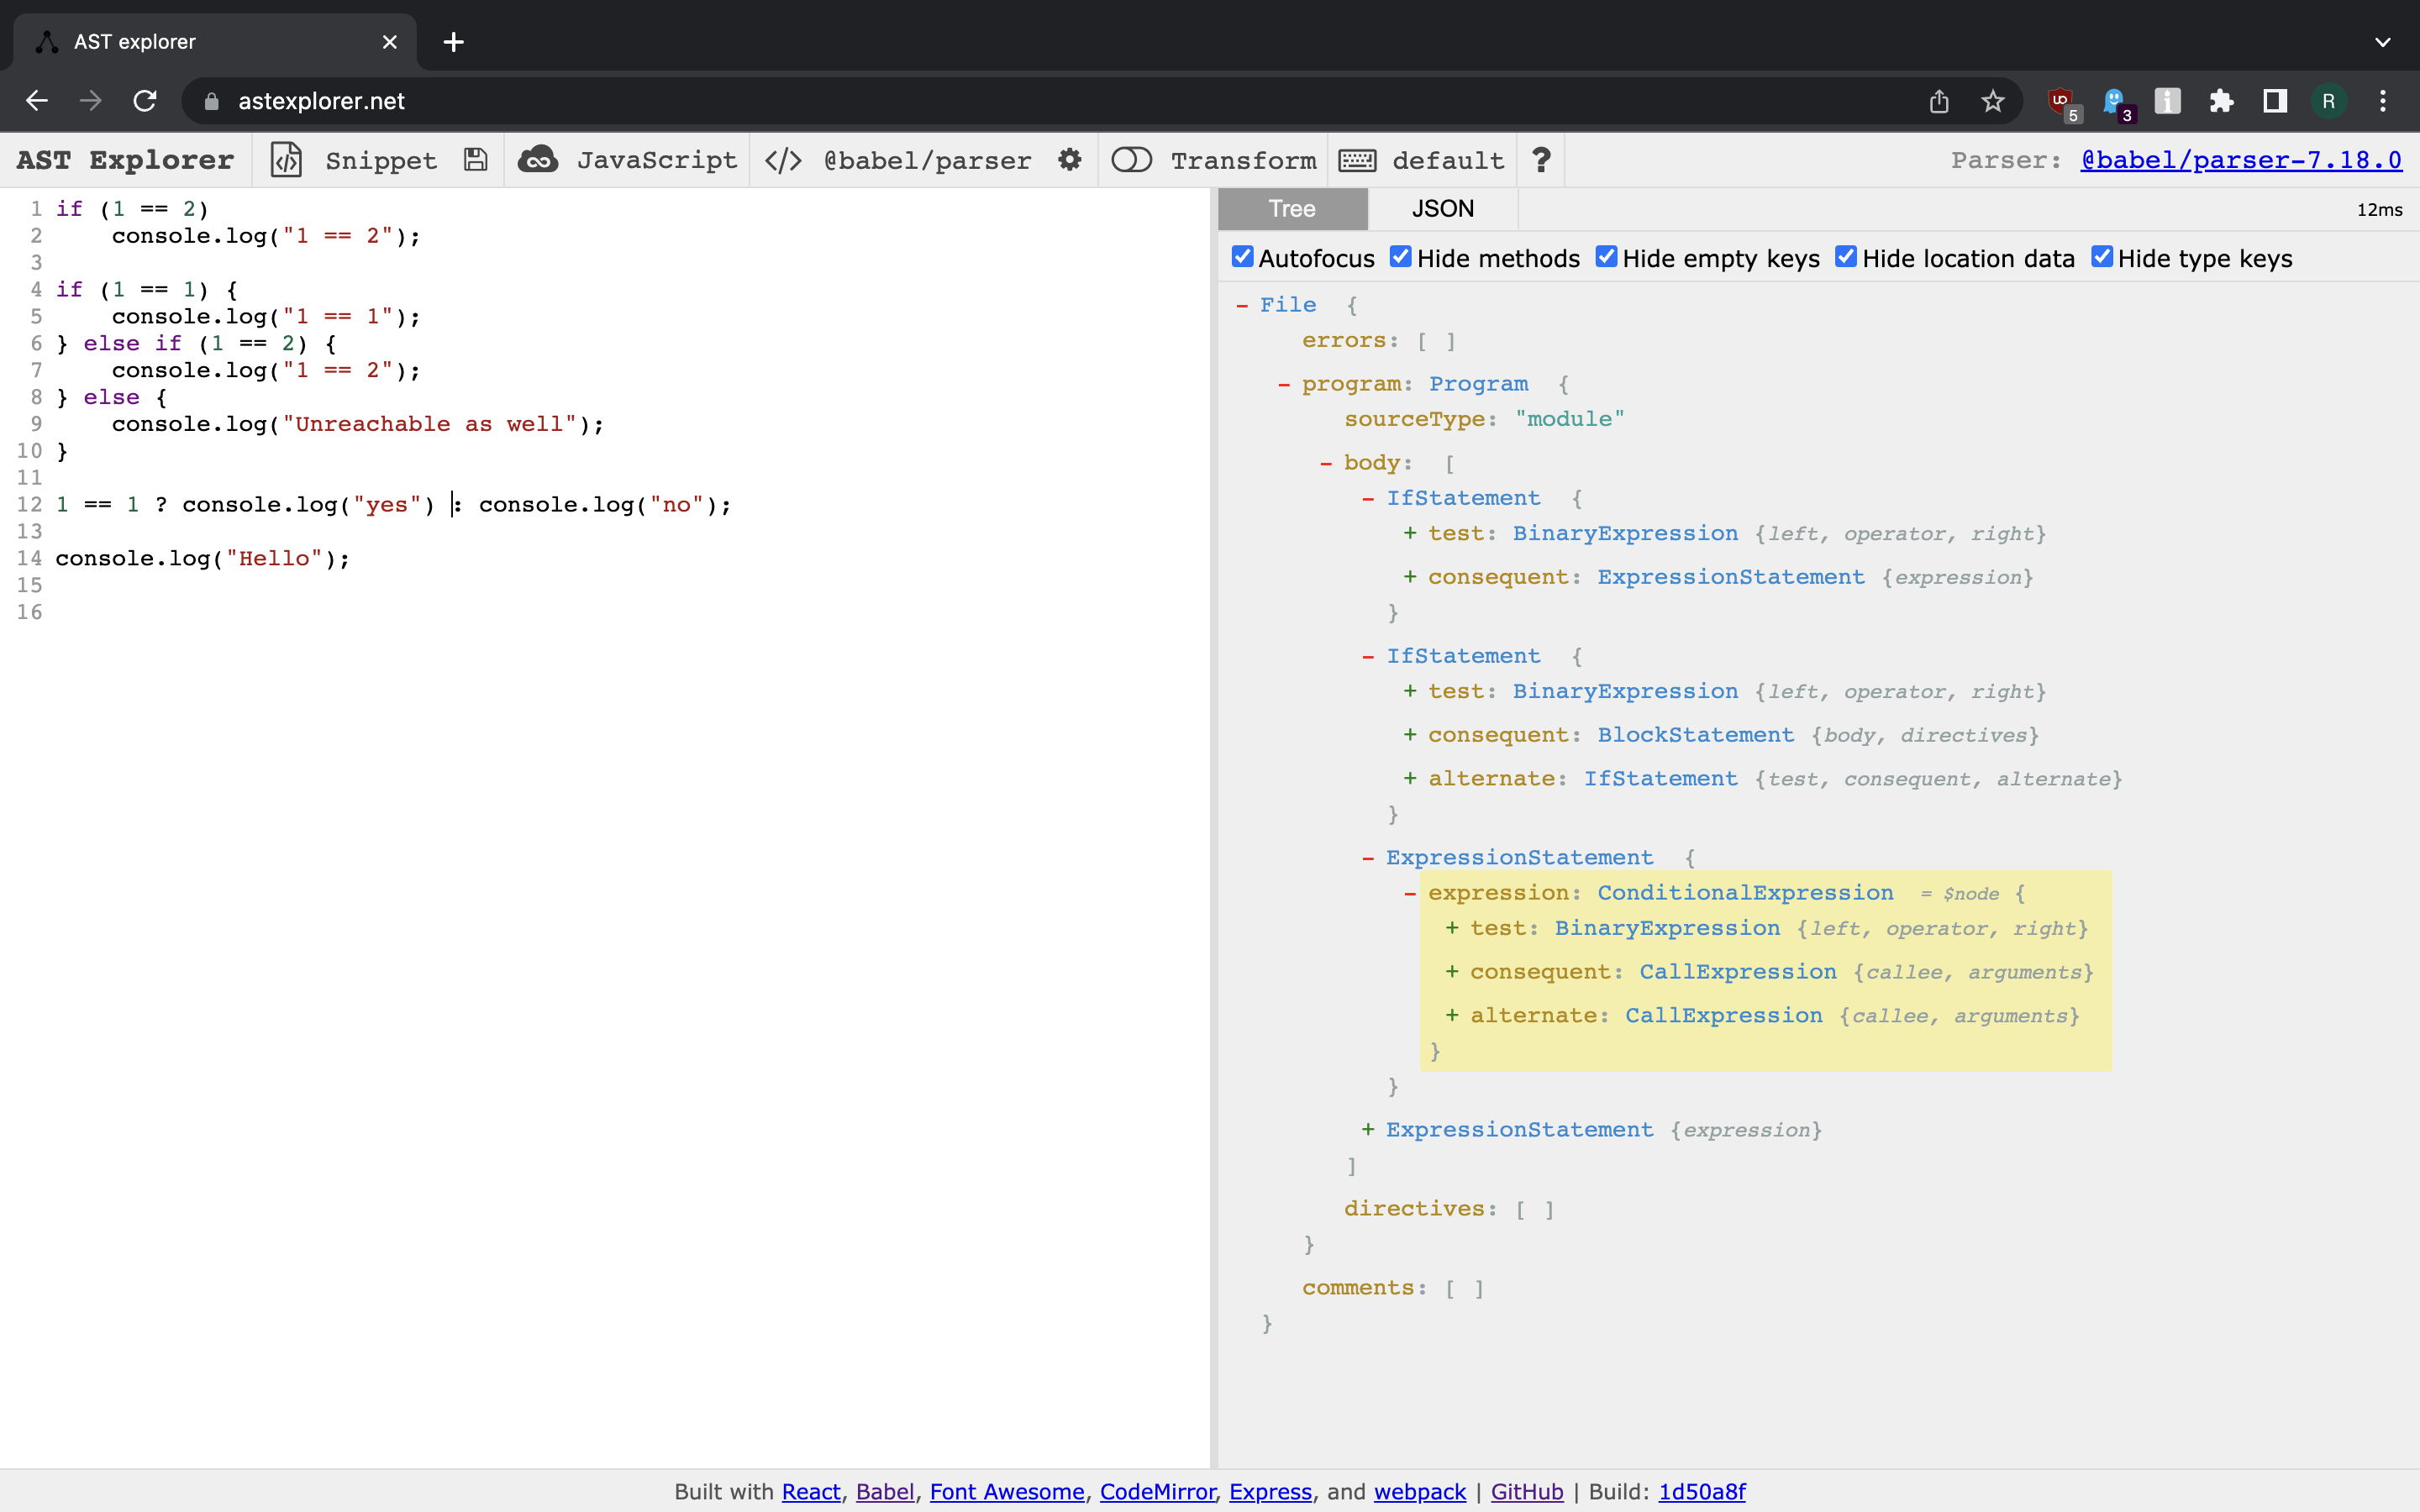 AST explorer
astexplorer.net
5
3
R
AST Explorer Snippet JavaScript </> @babel/parser Transform default ? Parser: @babel/parser-7.18.0
1 if (1 == 2)
2 console.log("1 == 2");
3
4 if (1 == 1) {
5 console.log("1 == 1");
6 } else if (1 == 2) {
7 console.log("1 == 2");
8 } else {
9 console.log("Unreachable as well");
10 }
11
12 1 == 1 ? console.log("yes") : console.log("no");
13
14 console.log("Hello");
15
16
Tree JSON 12ms
Autofocus Hide methods Hide empty keys Hide location data Hide type keys
- File {
errors: [ ]
- program: Program {
sourceType: "module"
- body: [
- IfStatement {
+ test: BinaryExpression {left, operator, right}
+ consequent: ExpressionStatement {expression}
}
- IfStatement {
+ test: BinaryExpression {left, operator, right}
+ consequent: BlockStatement {body, directives}
+ alternate: IfStatement {test, consequent, alternate}
}
- ExpressionStatement {
- expression: ConditionalExpression = $node {
+ test: BinaryExpression {left, operator, right}
+ consequent: CallExpression {callee, arguments}
+ alternate: CallExpression {callee, arguments}
}
}
+ ExpressionStatement {expression}
]
directives: [ ]
}
comments: [ ]
}
Built with React, Babel, Font Awesome, CodeMirror, Express, and webpack | GitHub | Build: 1d50a8f